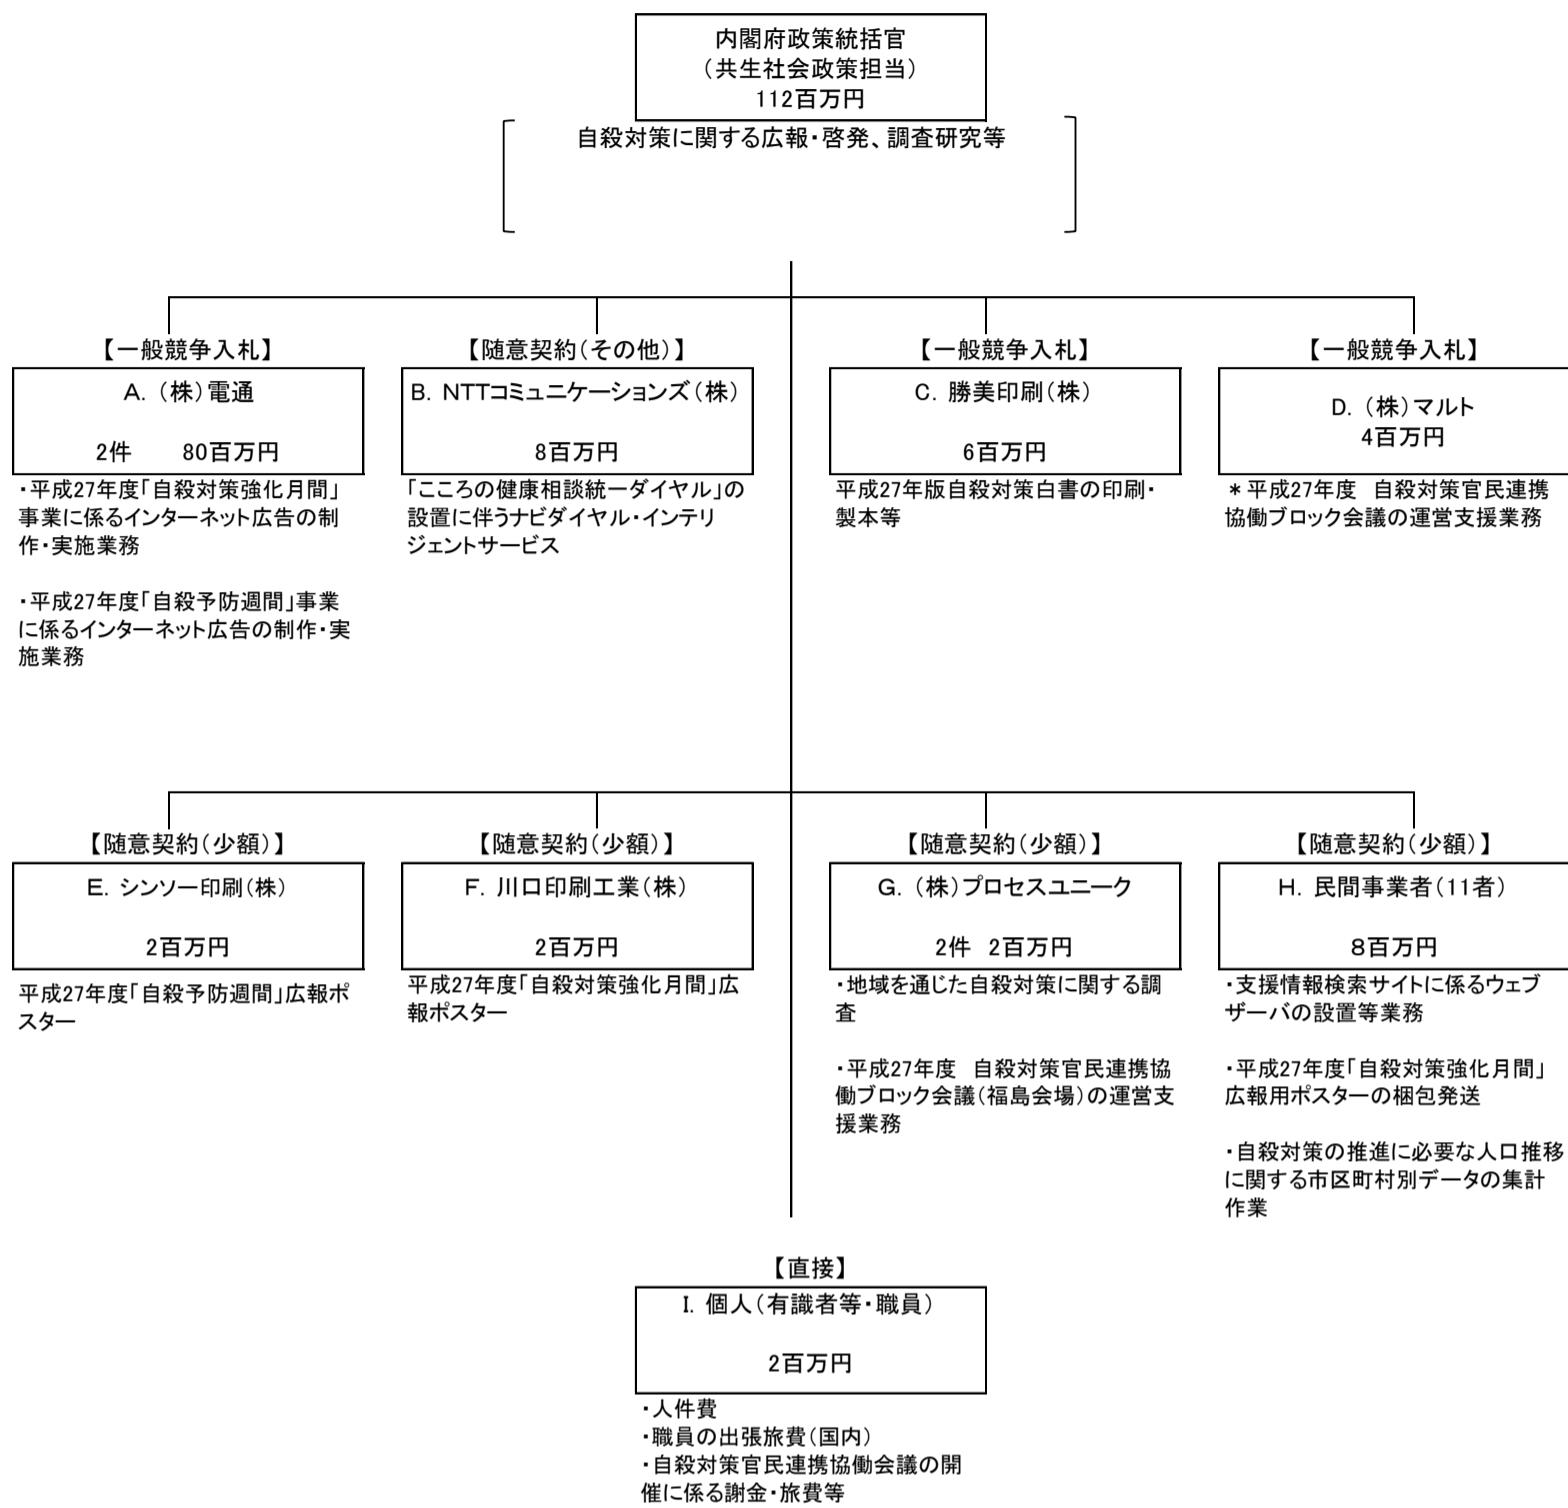 内閣府政策統括官
（共生社会政策担当）
112百万円
自殺対策に関する広報・啓発、調査研究等
【一般競争入札】
A. （株）電通
2件　　80百万円
・平成27年度「自殺対策強化月間」
事業に係るインターネット広告の制
作・実施業務
・平成27年度「自殺予防週間」事業
に係るインターネット広告の制作・実
施業務
【随意契約（その他）】
B. NTTコミュニケーションズ（株）
8百万円
「こころの健康相談統一ダイヤル」の
設置に伴うナビダイヤル・インテリ
ジェントサービス
【一般競争入札】
C. 勝美印刷（株）
6百万円
平成27年版自殺対策白書の印刷・
製本等
【一般競争入札】
D. （株）マルト
4百万円
＊平成27年度　自殺対策官民連携
協働ブロック会議の運営支援業務
【随意契約（少額）】
E. シンソー印刷（株）
2百万円
平成27年度「自殺予防週間」広報ポ
スター
【随意契約（少額）】
F. 川口印刷工業（株）
2百万円
平成27年度「自殺対策強化月間」広
報ポスター
【随意契約（少額）】
G. （株）プロセスユニーク
2件　2百万円
・地域を通じた自殺対策に関する調
査
・平成27年度　自殺対策官民連携協
働ブロック会議（福島会場）の運営支
援業務
【随意契約（少額）】
H. 民間事業者（11者）
8百万円
・支援情報検索サイトに係るウェブ
ザーバの設置等業務
・平成27年度「自殺対策強化月間」
広報用ポスターの梱包発送
・自殺対策の推進に必要な人口推移
に関する市区町村別データの集計
作業
【直接】
I. 個人（有識者等・職員）
2百万円
・人件費
・職員の出張旅費（国内）
・自殺対策官民連携協働会議の開
催に係る謝金・旅費等